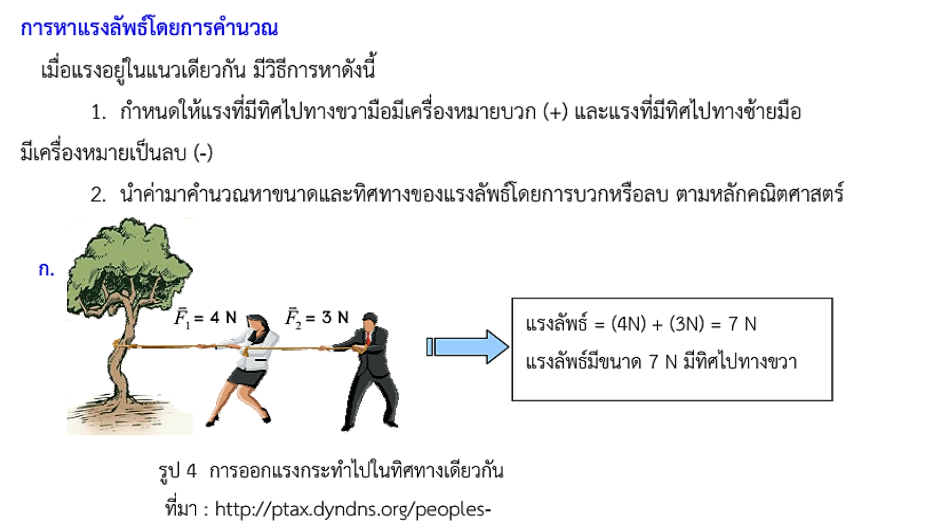 การหาแรงลัพธ์โดยการคำนวณ
เมื่อแรงอยู่ในแนวเดียวกัน มีวิธีการหาดังนี้
1. กำหนดให้แรงที่มีทิศไปทางขวามือมีเครื่องหมายบวก (+) และแรงที่มีทิศไปทางซ้ายมือ
มีเครื่องหมายเป็นลบ (-)
2. นำค่ามาคำนวณหาขนาดและทิศทางของแรงลัพธ์โดยการบวกหรือลบ ตามหลักคณิตศาสตร์
ก.
F⃗₁ = 4 N F⃗₂ = 3 N
แรงลัพธ์ = (4N) + (3N) = 7 N
แรงลัพธ์มีขนาด 7 N มีทิศไปทางขวา
รูป 4 การออกแรงกระทำไปในทิศทางเดียวกัน
ที่มา : http://ptax.dyndns.org/peoples-